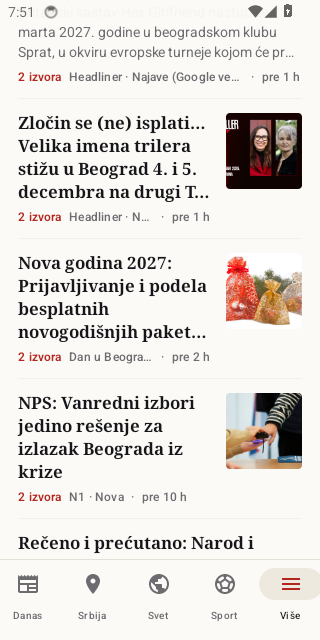 7:51
marta 2027. godine u beogradskom klubu
Sprat, u okviru evropske turneje kojom će pr...
2 izvora Headliner · Najave (Google ve... · pre 1 h
Zločin se (ne) isplati...
Velika imena trilera
stižu u Beograd 4. i 5.
decembra na drugi T...
2 izvora Headliner · N... · pre 1 h
Nova godina 2027:
Prijavljivanje i podela
besplatnih
novogodišnjih paket...
2 izvora Dan u Beogra... · pre 2 h
NPS: Vanredni izbori
jedino rešenje za
izlazak Beograda iz
krize
2 izvora N1 · Nova · pre 10 h
Rečeno i prećutano: Narod i
Danas Srbija Svet Sport Više